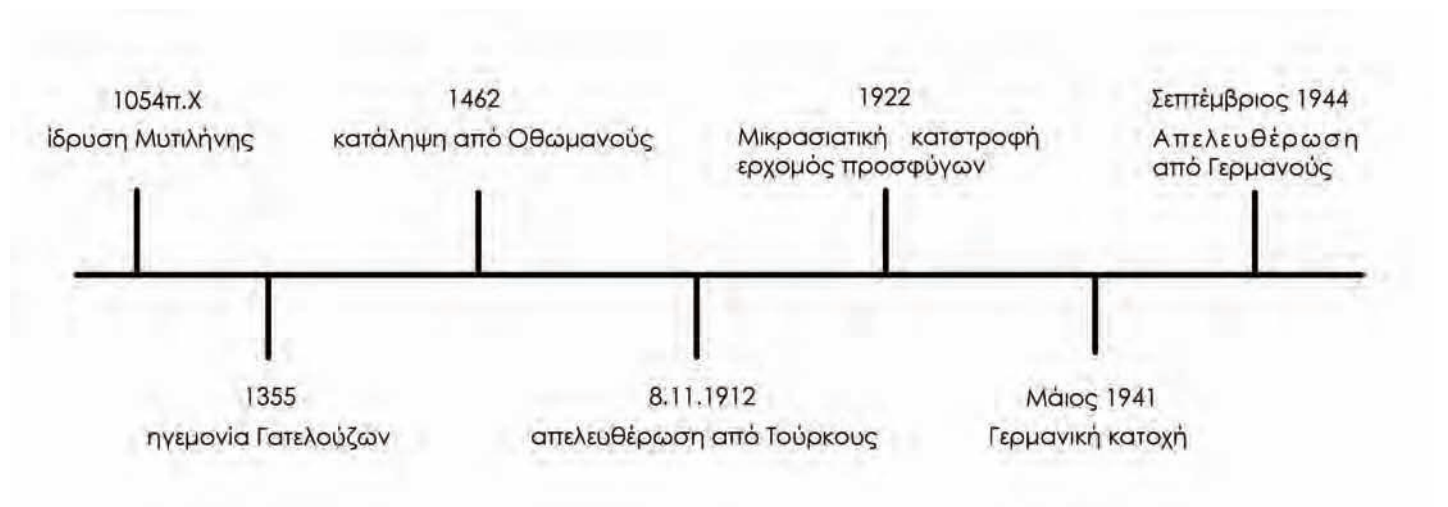 1054π.Χ
ίδρυση Μυτιλήνης
1462
κατάληψη από Οθωμανούς
1922
Μικρασιατική κατστροφή
ερχομός προσφύγων
Σεπτέμβριος 1944
Απελευθέρωση
από Γερμανούς
1355
ηγεμονία Γατελούζων
8.11.1912
απελευθέρωση από Τούρκους
Μάιος 1941
Γερμανική κατοχή